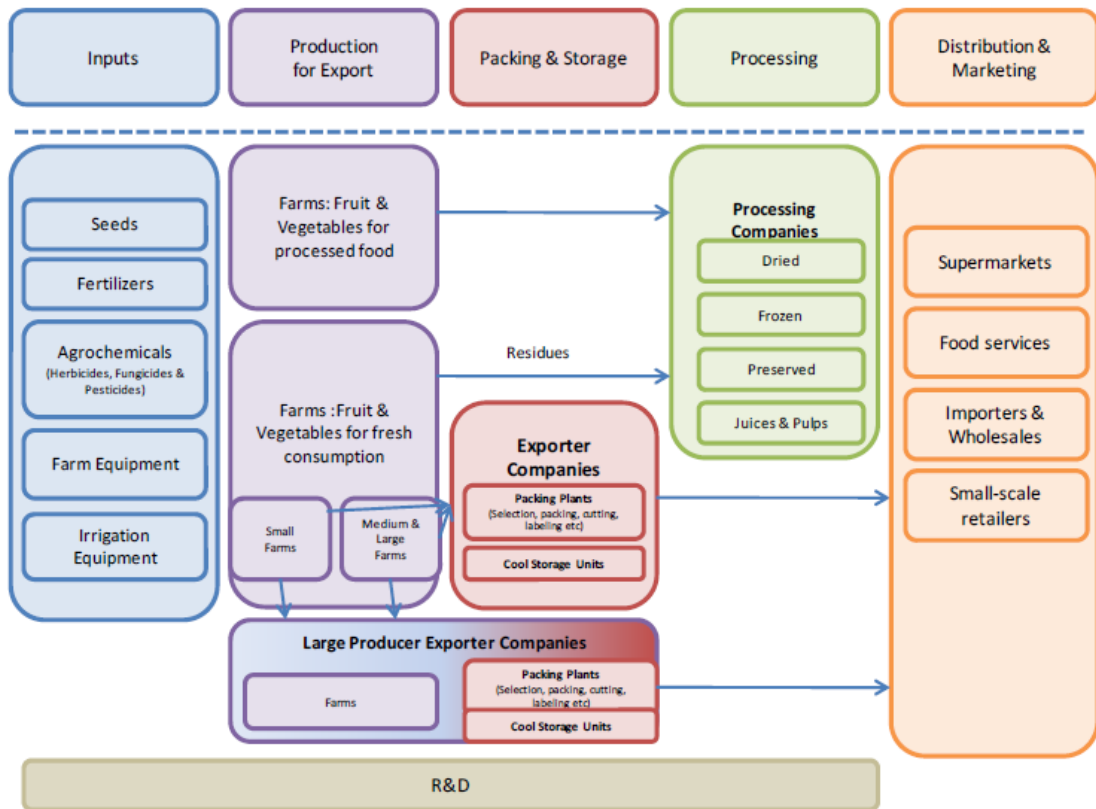 Inputs
Production
for Export
Packing & Storage
Processing
Distribution &
Marketing
Seeds
Fertilizers
Agrochemicals
(Herbicides, Fungicides &
Pesticides)
Farm Equipment
Irrigation
Equipment
Farms: Fruit &
Vegetables for
processed food
Farms :Fruit &
Vegetables for fresh
consumption
Small
Farms
Medium &
Large
Farms
Residues
Exporter
Companies
Packing Plants
(Selection, packing, cutting,
labeling etc)
Cool Storage Units
Processing
Companies
Dried
Frozen
Preserved
Juices & Pulps
Supermarkets
Food services
Importers &
Wholesales
Small-scale
retailers
Large Producer Exporter Companies
Farms
Packing Plants
(Selection, packing, cutting,
labeling etc)
Cool Storage Units
R&D